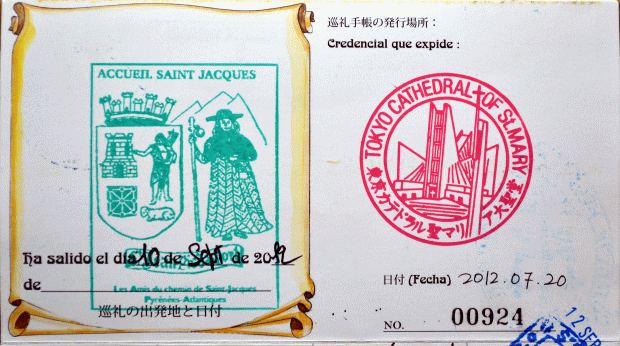 ACCUEIL SAINT JACQUES
ha salido el día 10 de Sept de 2012
de
Les Amis du chemin de Saint-Jacques
Pyrénées-Atlantiques
巡礼の出発地と日付
巡礼手帳の発行場所：
Credencial que expide :
TOKYO CATHEDRAL OF St. MARY
東京カテドラル聖マリア大聖堂
日付 (Fecha) 2012.07.20
NO. 00924
12 SEP